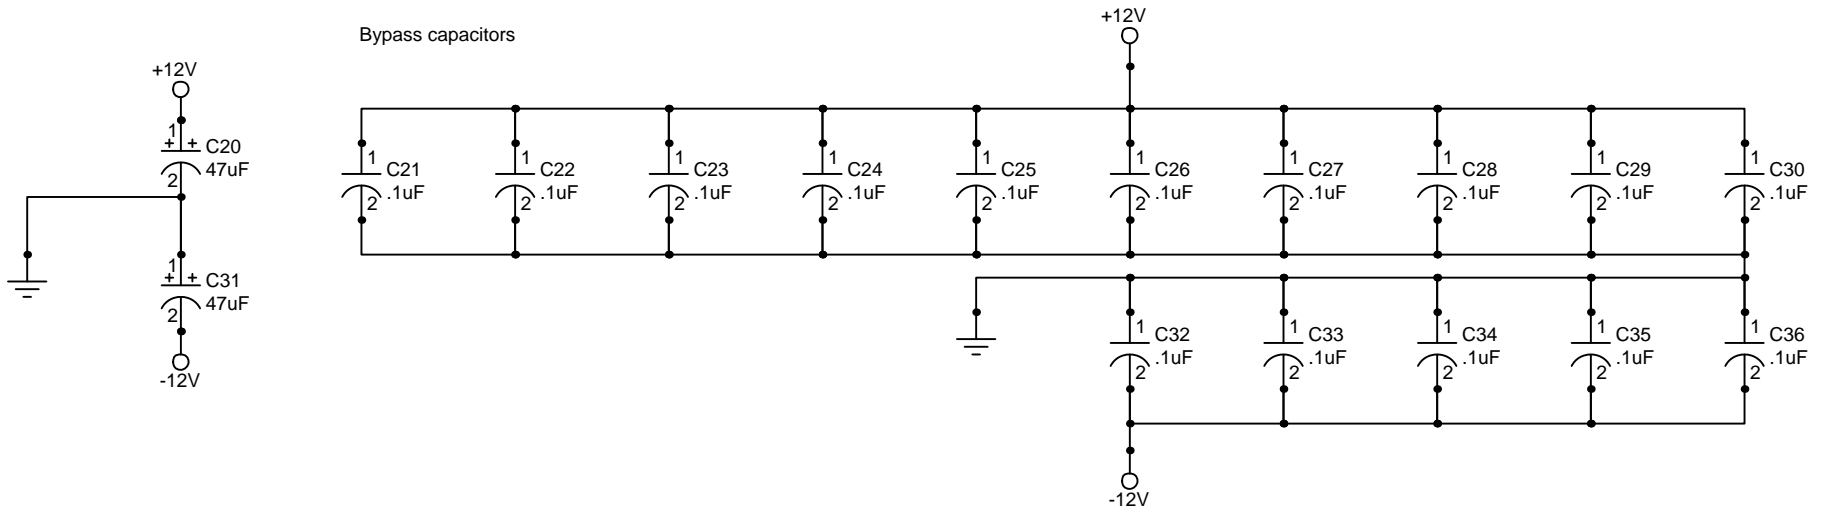 Bypass capacitors
+12V
1
+ +
C20
47uF
2
1
+ +
C31
47uF
2
-12V
+12V
1
C21
.1uF
2
1
C22
.1uF
2
1
C23
.1uF
2
1
C24
.1uF
2
1
C25
.1uF
2
1
C26
.1uF
2
1
C27
.1uF
2
1
C28
.1uF
2
1
C29
.1uF
2
1
C30
.1uF
2
1
C32
.1uF
2
1
C33
.1uF
2
1
C34
.1uF
2
1
C35
.1uF
2
1
C36
.1uF
2
-12V